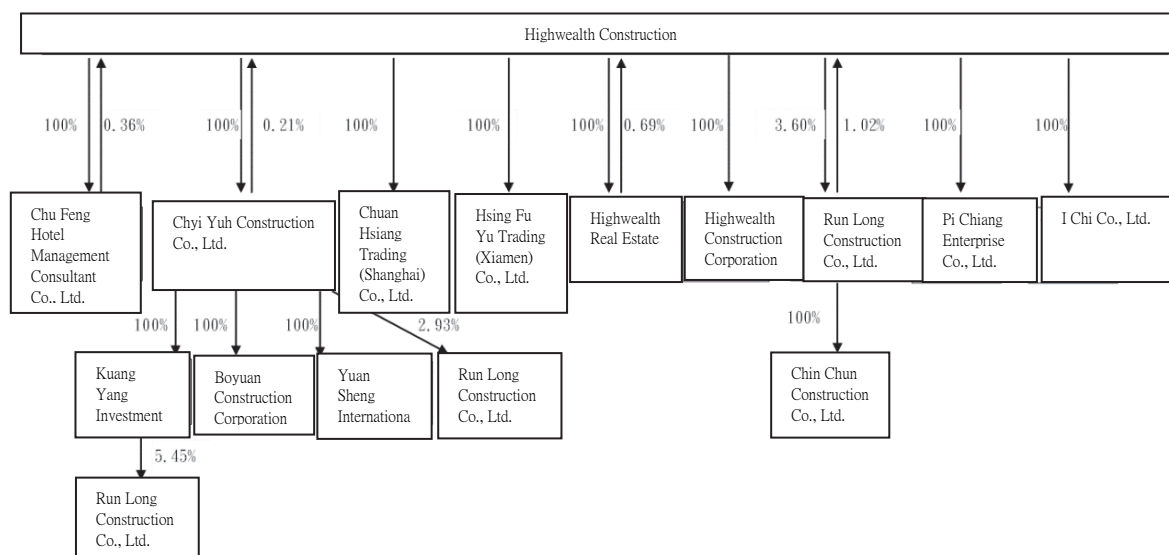 Highwealth Construction
100%
0.36%
100%
0.21%
100%
100%
100%
0.69%
100%
3.60%
1.02%
100%
100%
Chu Feng
Hotel
Management
Consultant
Co., Ltd.
Chyi Yuh Construction
Co., Ltd.
Chuan
Hsiang
Trading
(Shanghai)
Co., Ltd.
Hsing Fu
Yu Trading
(Xiamen)
Co., Ltd.
Highwealth
Real Estate
Highwealth
Construction
Corporation
Run Long
Construction
Co., Ltd.
Pi Chiang
Enterprise
Co., Ltd.
I Chi Co., Ltd.
100%
100%
100%
2.93%
100%
Kuang
Yang
Investment
Boyuan
Construction
Corporation
Yuan
Sheng
Internationa
Run Long
Construction
Co., Ltd.
Chin Chun
Construction
Co., Ltd.
5.45%
Run Long
Construction
Co., Ltd.